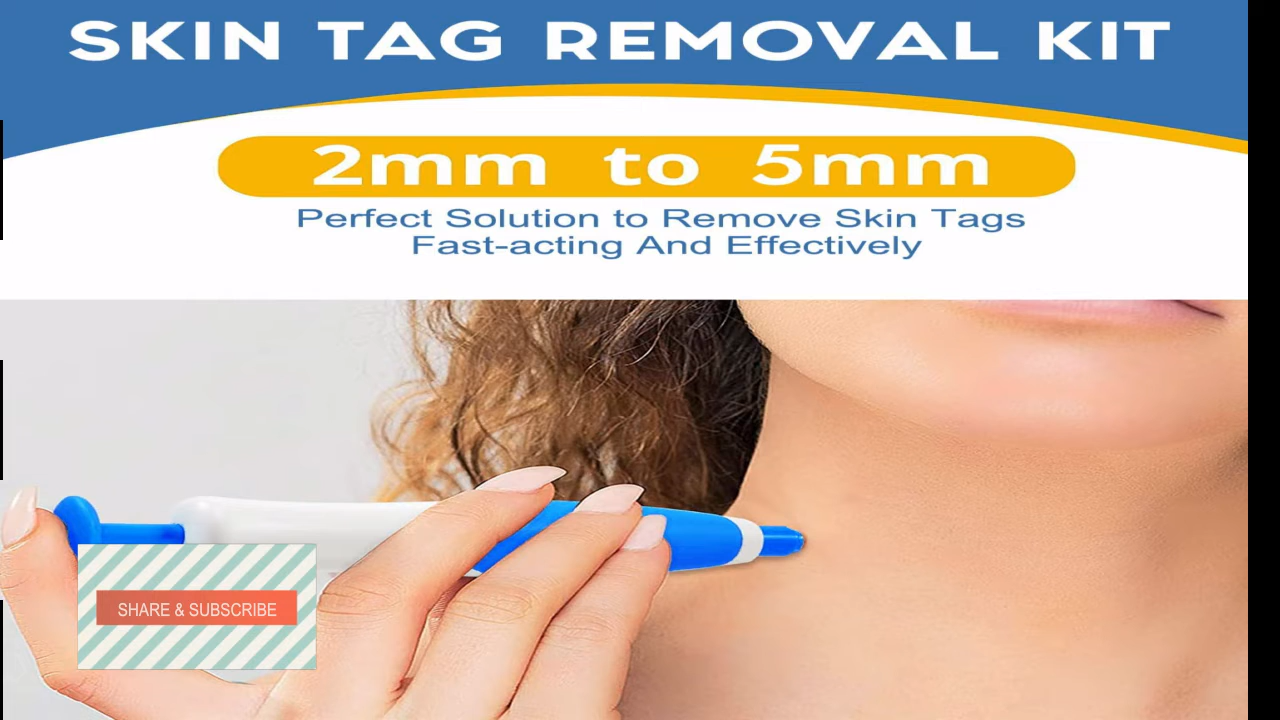 SKIN TAG REMOVAL KIT
2mm to 5mm
Perfect Solution to Remove Skin Tags
Fast-acting And Effectively
SHARE & SUBSCRIBE